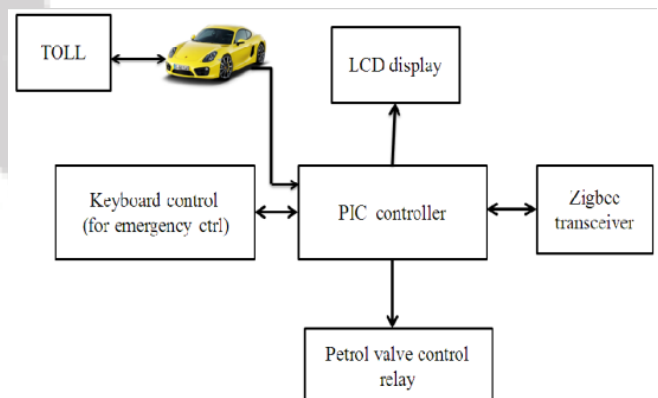 TOLL
LCD display
Keyboard control
(for emergency ctrl)
PIC controller
Zigbee
transceiver
Petrol valve control
relay